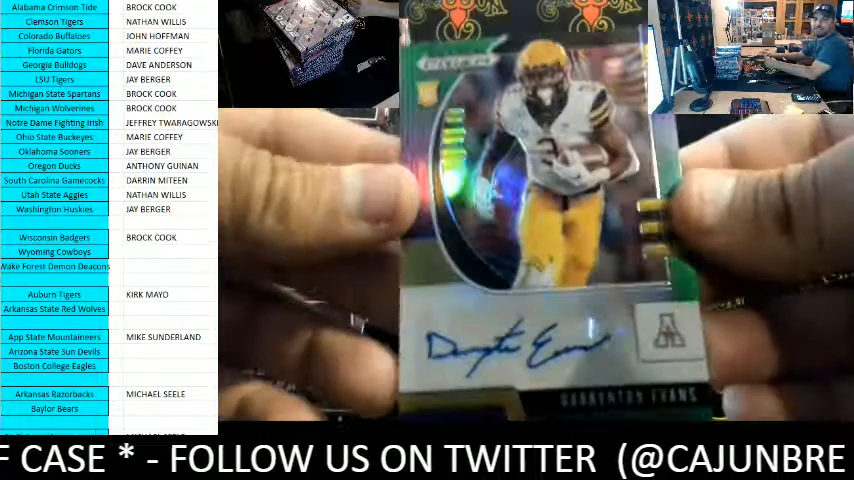 Alabama Crimson Tide BROCK COOK
Clemson Tigers NATHAN WILLIS
Colorado Buffaloes JOHN HOFFMAN
Florida Gators MARIE COFFEY
Georgia Bulldogs DAVE ANDERSON
LSU Tigers JAY BERGER
Michigan State Spartans BROCK COOK
Michigan Wolverines BROCK COOK
Notre Dame Fighting Irish JEFFREY TWARAGOWSKI
Ohio State Buckeyes MARIE COFFEY
Oklahoma Sooners JAY BERGER
Oregon Ducks ANTHONY GUINAN
South Carolina Gamecocks DARRIN MITEEN
Utah State Aggies NATHAN WILLIS
Washington Huskies JAY BERGER
Wisconsin Badgers BROCK COOK
Wyoming Cowboys
Wake Forest Demon Deacons
Auburn Tigers KIRK MAYO
Arkansas State Red Wolves
App State Mountaineers MIKE SUNDERLAND
Arizona State Sun Devils
Boston College Eagles
Arkansas Razorbacks MICHAEL SEELE
Baylor Bears
PRIZM
RC
DARRYNTON EVANS
F CASE * - FOLLOW US ON TWITTER (@CAJUNBRE